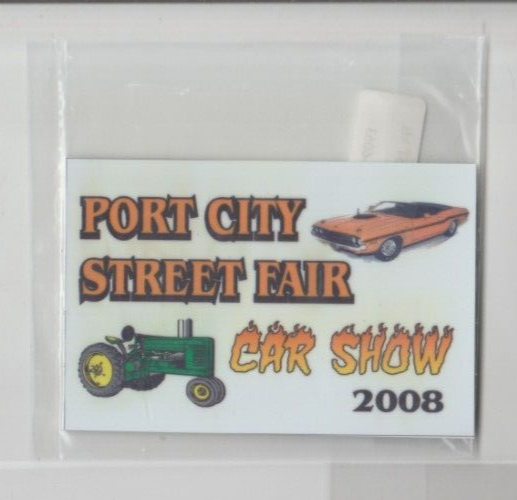 PORT CITY
STREET FAIR
CAR SHOW
2008